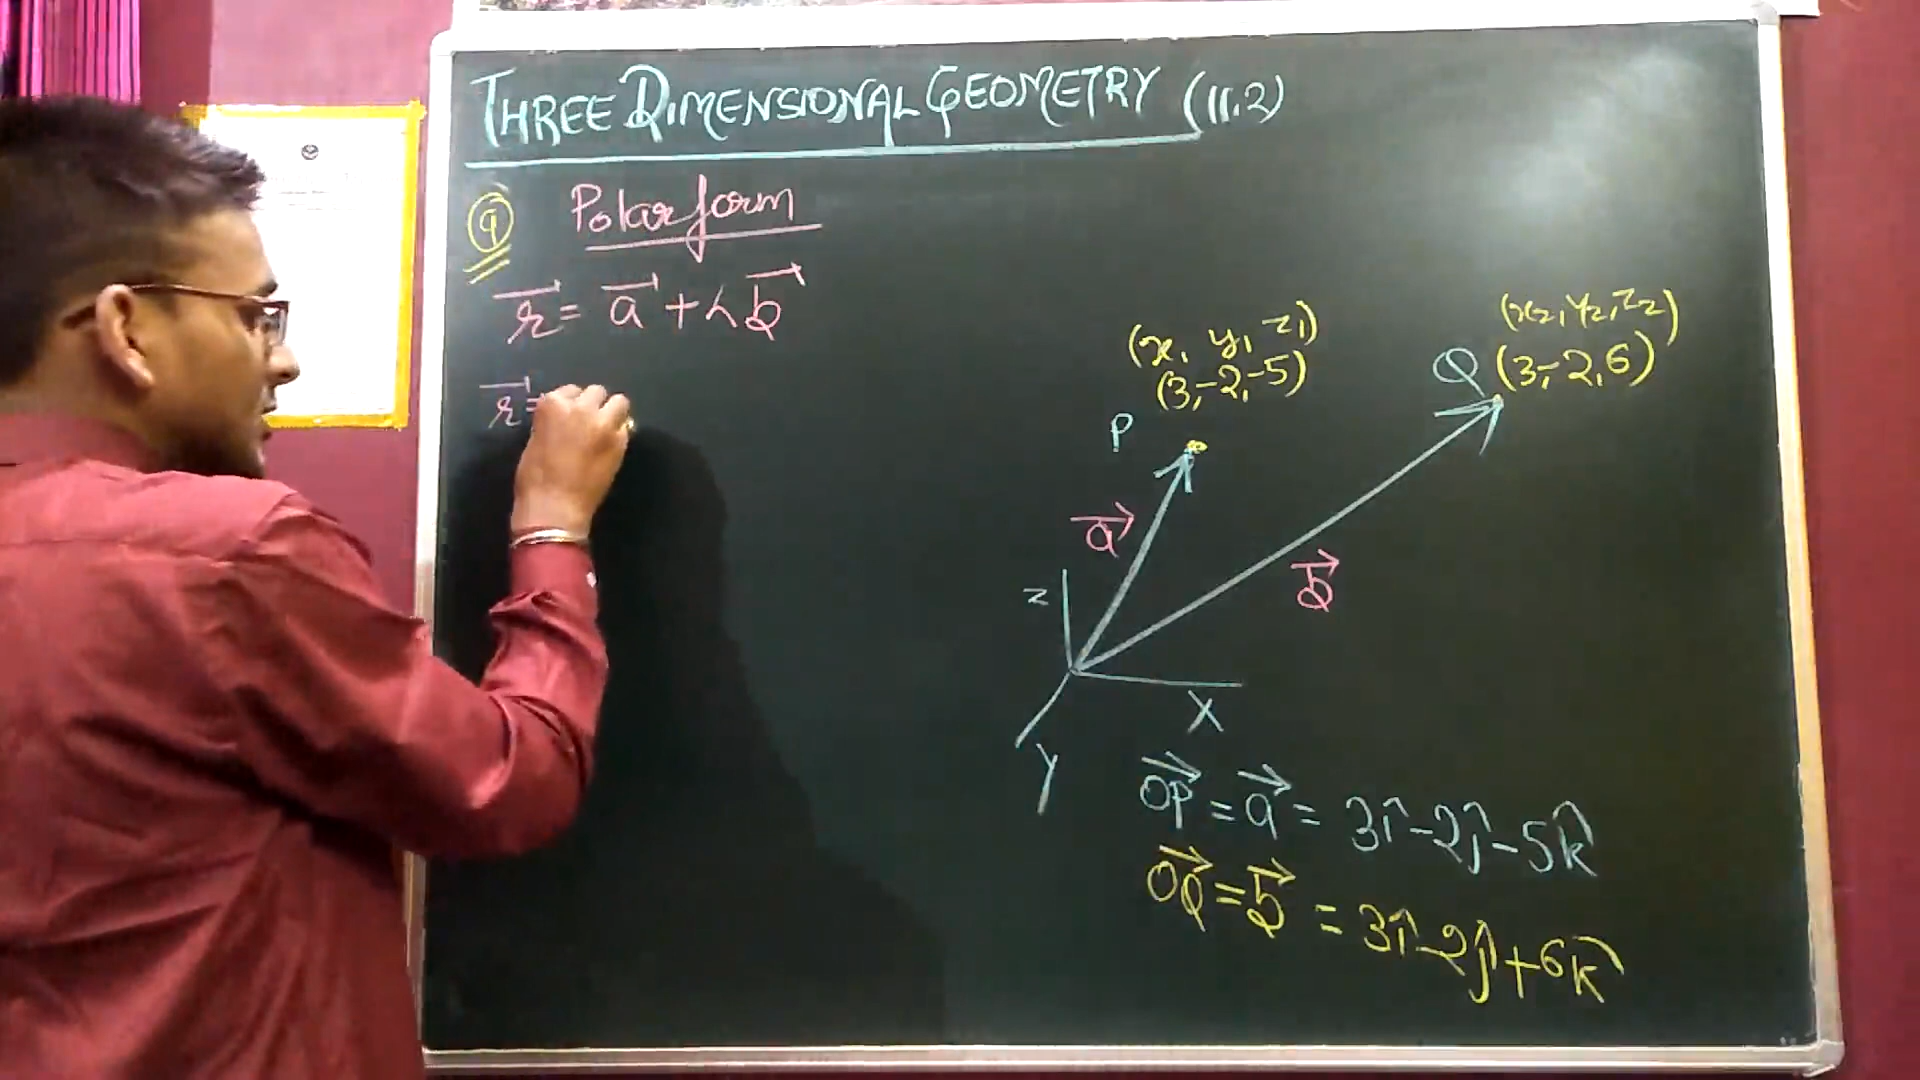 THREE DIMENSIONAL GEOMETRY (11.2)
9 Polar form
r⃗ = a⃗ + λ b⃗
r⃗ =
(x₁ y₁ z₁)
(3,-2,-5)
P
(x₂, y₂, z₂)
Q (3,-2,6)
a⃗
b⃗
Z
X
Y
OP⃗ = a⃗ = 3î-2ĵ-5k̂
OQ⃗ = b⃗ = 3î-2ĵ+6k̂